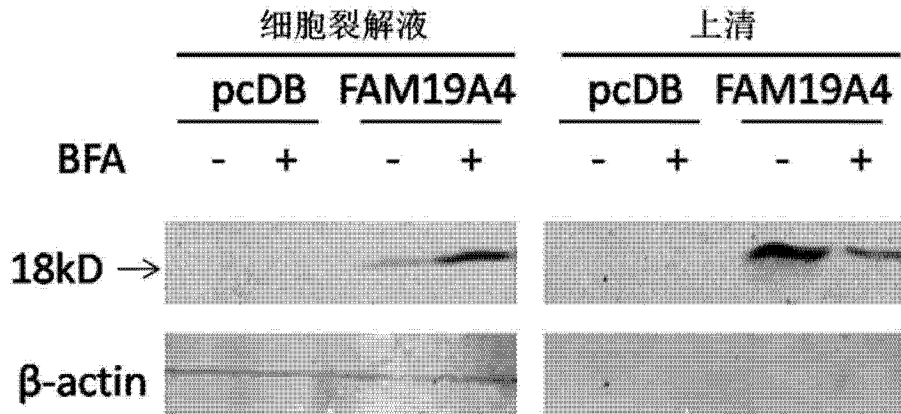 细胞裂解液 上清
pcDB FAM19A4 pcDB FAM19A4
BFA - + - + - + - +
18kD →
β-actin